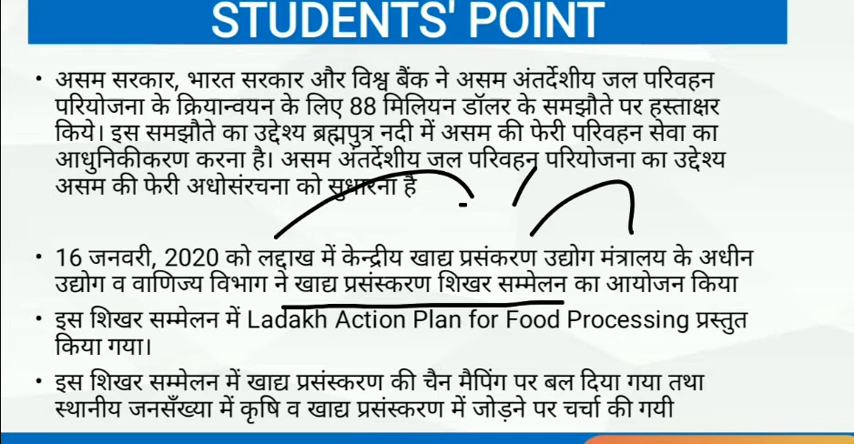 STUDENTS' POINT
• असम सरकार, भारत सरकार और विश्व बैंक ने असम अंतर्देशीय जल परिवहन
परियोजना के क्रियान्वयन के लिए 88 मिलियन डॉलर के समझौते पर हस्ताक्षर
किये। इस समझौते का उद्देश्य ब्रह्मपुत्र नदी में असम की फेरी परिवहन सेवा का
आधुनिकीकरण करना है। असम अंतर्देशीय जल परिवहन परियोजना का उद्देश्य
असम की फेरी अधोसंरचना को सुधारना है
• 16 जनवरी, 2020 को लद्दाख में केन्द्रीय खाद्य प्रसंकरण उद्योग मंत्रालय के अधीन
उद्योग व वाणिज्य विभाग ने खाद्य प्रसंस्करण शिखर सम्मेलन का आयोजन किया
• इस शिखर सम्मेलन में Ladakh Action Plan for Food Processing प्रस्तुत
किया गया।
• इस शिखर सम्मेलन में खाद्य प्रसंस्करण की चैन मैपिंग पर बल दिया गया तथा
स्थानीय जनसँख्या में कृषि व खाद्य प्रसंस्करण में जोड़ने पर चर्चा की गयी